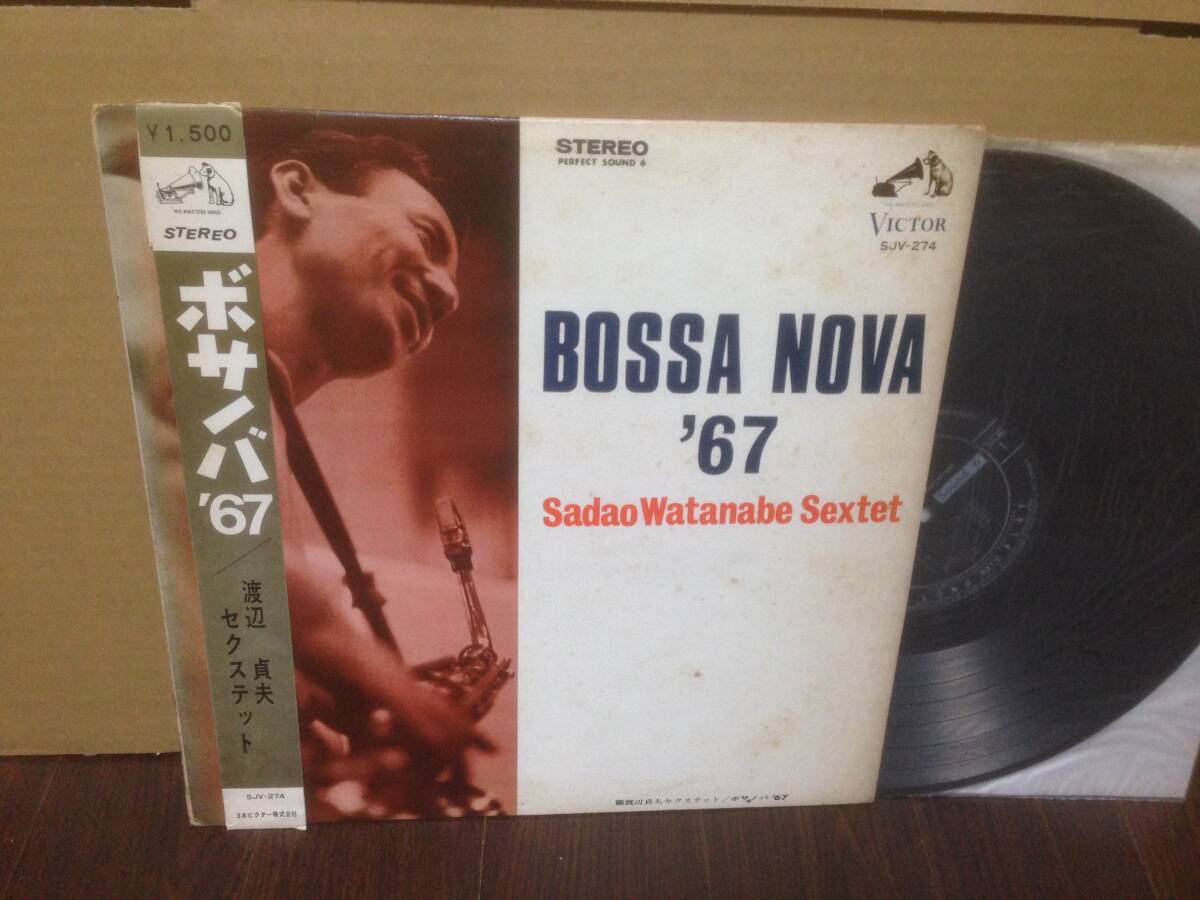 ¥1,500
HIS MASTERS VOICE
STEREO
ボサノバ
'67
渡辺貞夫
セクステット
SJV-274
日本ビクター株式会社
STEREO
PERFECT SOUND 6
HIS MASTER'S VOICE
VICTOR
SJV-274
BOSSA NOVA
'67
Sadao Watanabe Sextet
渡辺貞夫セクステット/ボサノバ '67